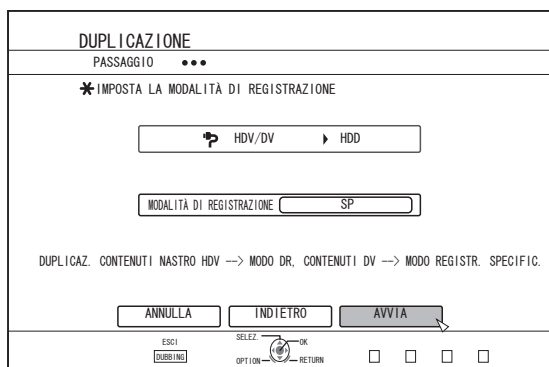 DUPLICAZIONE
PASSAGGIO
IMPOSTA LA MODALITÀ DI REGISTRAZIONE
HDV/DV HDD
MODALITÀ DI REGISTRAZIONE SP
DUPLICAZ. CONTENUTI NASTRO HDV --> MODO DR, CONTENUTI DV --> MODO REGISTR. SPECIFIC.
ANNULLA INDIETRO AVVIA
ESCI SELEZ. OK
DUBBING OPTION RETURN